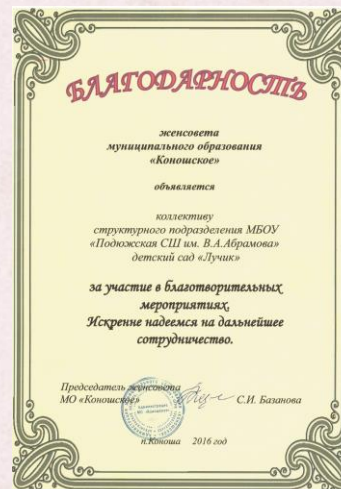 БЛАГОДАРНОСТЬ
женсовета
муниципального образования
«Коношское»
объявляется
коллективу
структурного подразделения МБОУ
«Подюжская СШ им. В.А.Абрамова»
детский сад «Лучик»
за участие в благотворительных
мероприятиях.
Искренне надеемся на дальнейшее
сотрудничество.
Председатель женсовета
МО «Коношское» С.И. Базанова
п.Коноша 2016 год